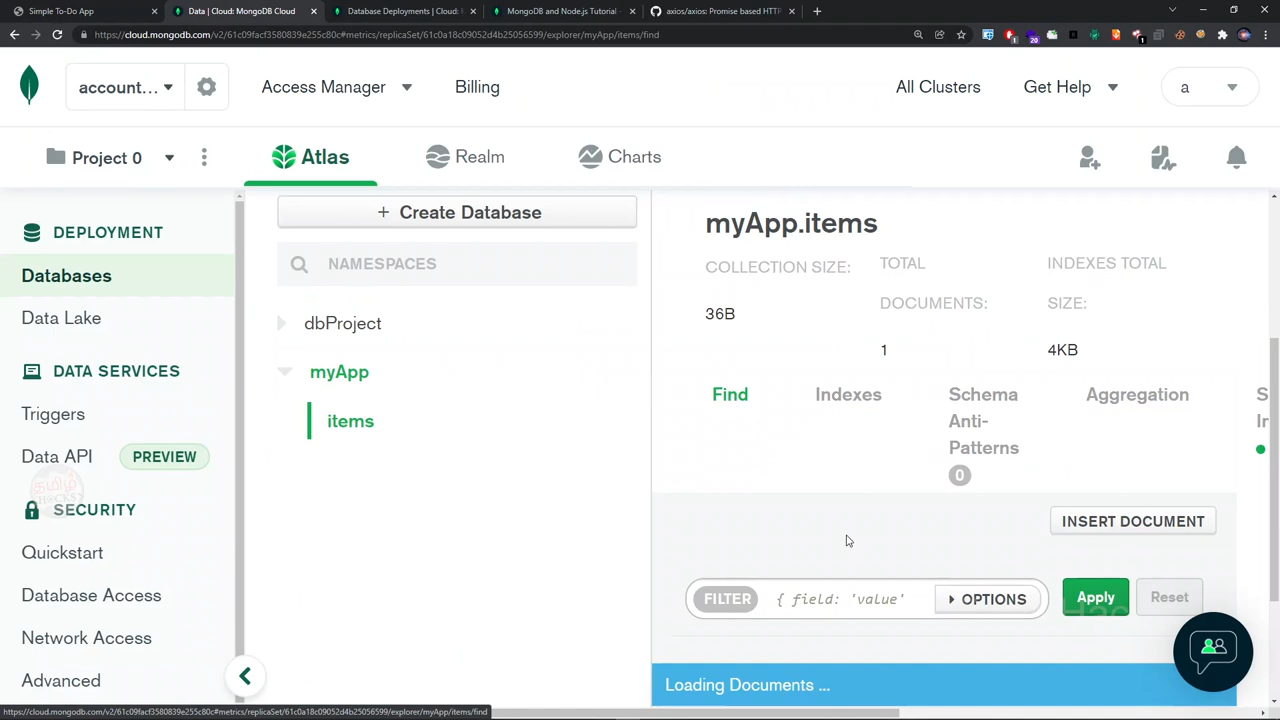 Simple To-Do App
Data | Cloud: MongoDB Cloud
Database Deployments | Cloud:
MongoDB and Node.js Tutorial -
axios/axios: Promise based HTTP
https://cloud.mongodb.com/v2/61c09facf3580839e255c80c#metrics/replicaSet/61c0a18c09052d4b25056599/explorer/myApp/items/find
account...
Access Manager
Billing
All Clusters
Get Help
a
Project 0
Atlas
Realm
Charts
DEPLOYMENT
Databases
Data Lake
DATA SERVICES
Triggers
Data API
PREVIEW
தமிழ்
HACKS
SECURITY
Quickstart
Database Access
Network Access
Advanced
+ Create Database
NAMESPACES
dbProject
myApp
items
myApp.items
COLLECTION SIZE:
36B
TOTAL
DOCUMENTS:
1
INDEXES TOTAL
SIZE:
4KB
Find
Indexes
Schema
Anti-
Patterns
0
Aggregation
S
Ir
INSERT DOCUMENT
FILTER
{ field: 'value'
OPTIONS
Apply
Reset
Loading Documents ...
https://cloud.mongodb.com/v2/61c09facf3580839e255c80c#metrics/replicaSet/61c0a18c09052d4b25056599/explorer/myApp/items/find